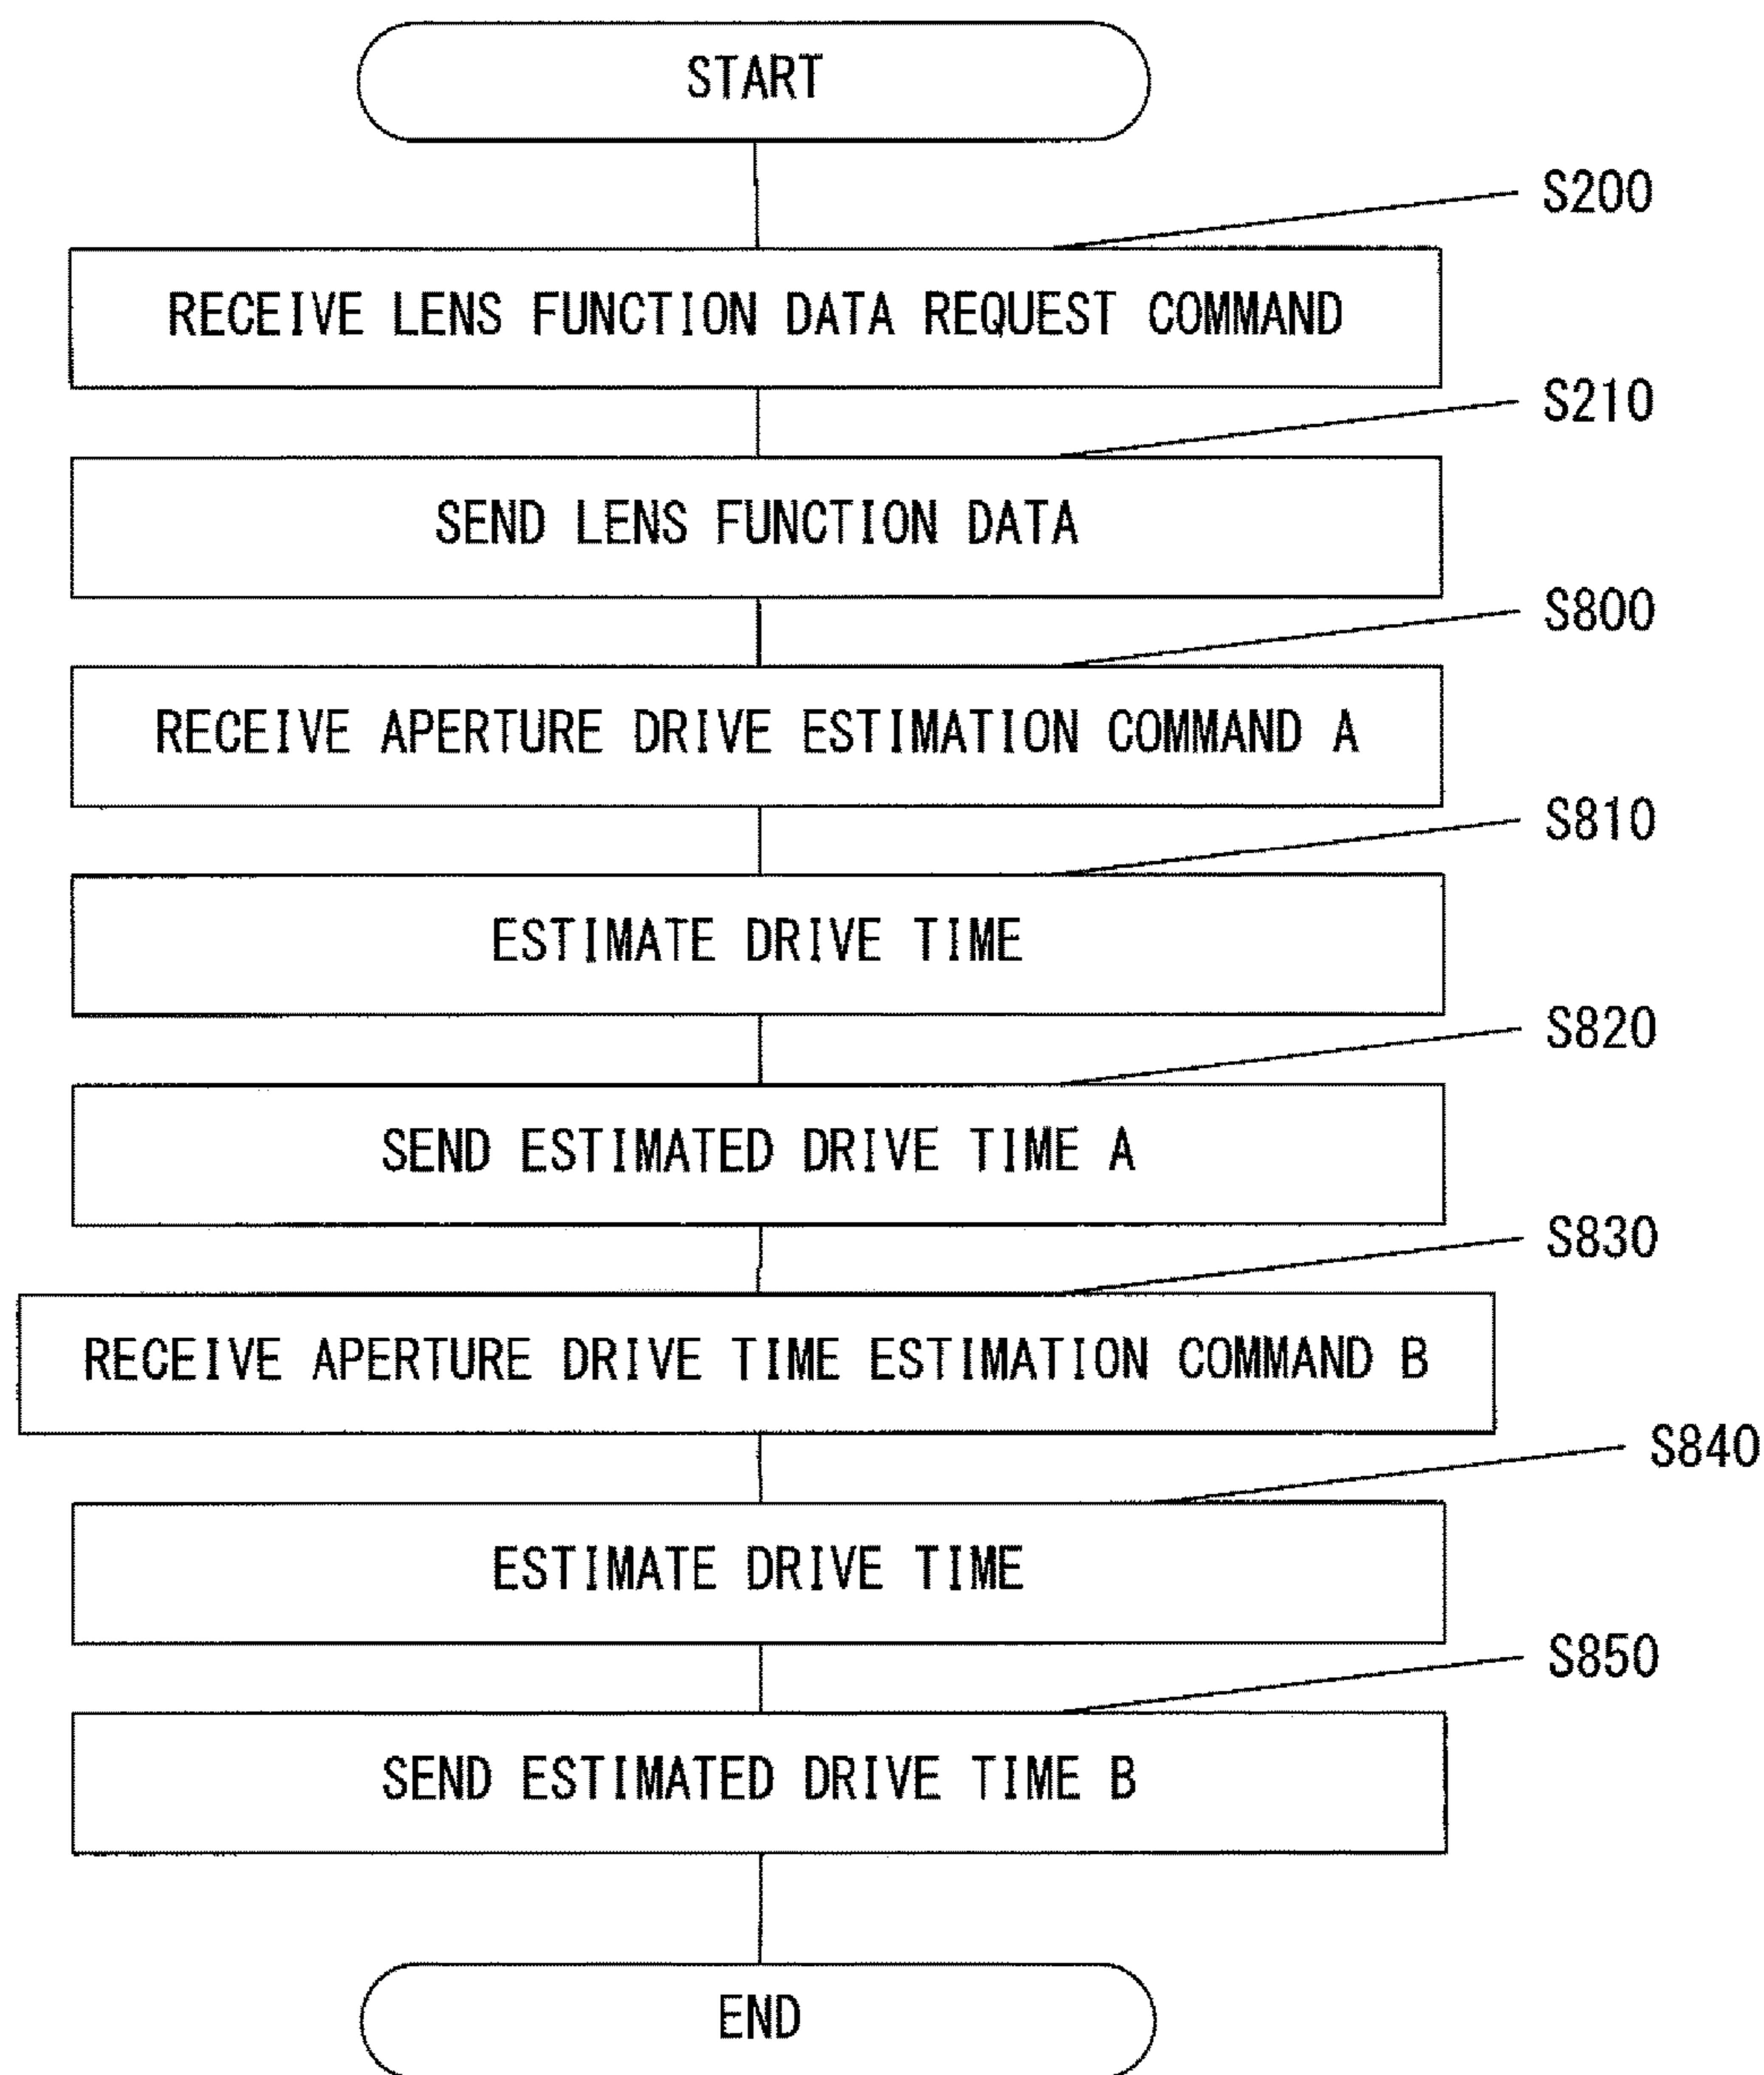 START
S200
RECEIVE LENS FUNCTION DATA REQUEST COMMAND
S210
SEND LENS FUNCTION DATA
S800
RECEIVE APERTURE DRIVE ESTIMATION COMMAND A
S810
ESTIMATE DRIVE TIME
S820
SEND ESTIMATED DRIVE TIME A
S830
RECEIVE APERTURE DRIVE TIME ESTIMATION COMMAND B
S840
ESTIMATE DRIVE TIME
S850
SEND ESTIMATED DRIVE TIME B
END